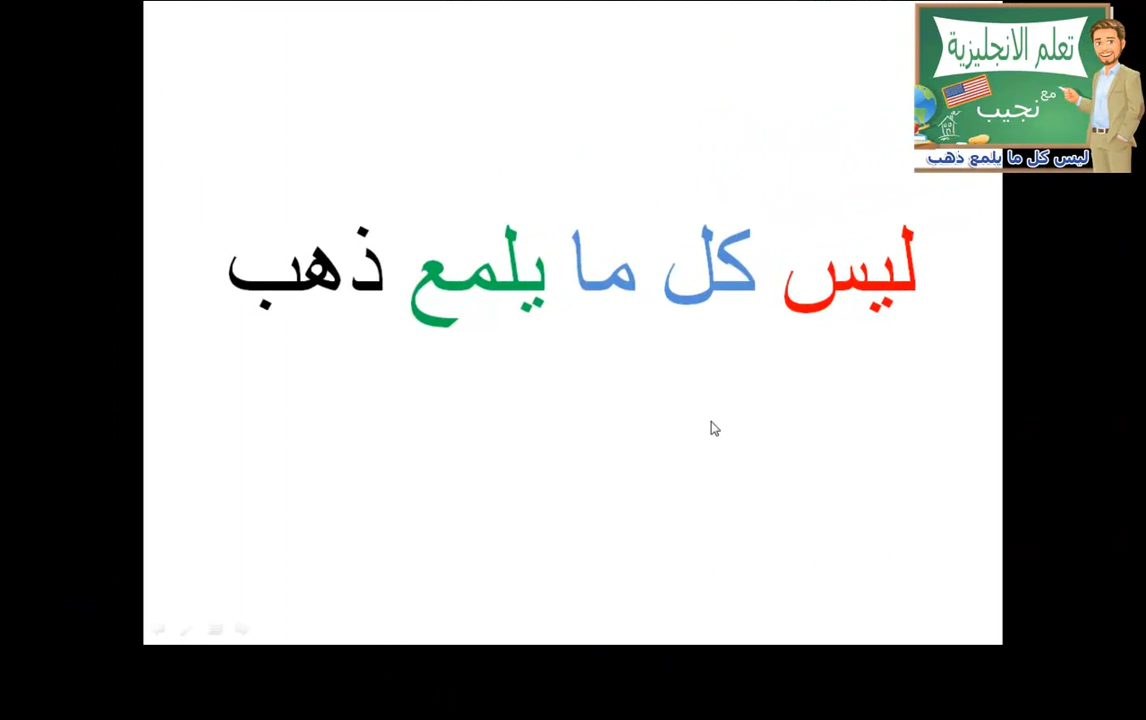 تعلم الانجليزية
مع
نجيب
ليس كل ما يلمع ذهب
ليس كل ما يلمع ذهب